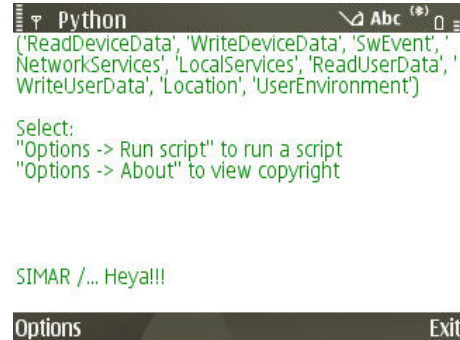 Python
Abc (*)
('ReadDeviceData', 'WriteDeviceData', 'SwEvent', '
NetworkServices', 'LocalServices', 'ReadUserData', '
WriteUserData', 'Location', 'UserEnvironment')
Select:
"Options -> Run script" to run a script
"Options -> About" to view copyright
SIMAR /... Heya!!!
Options Exit